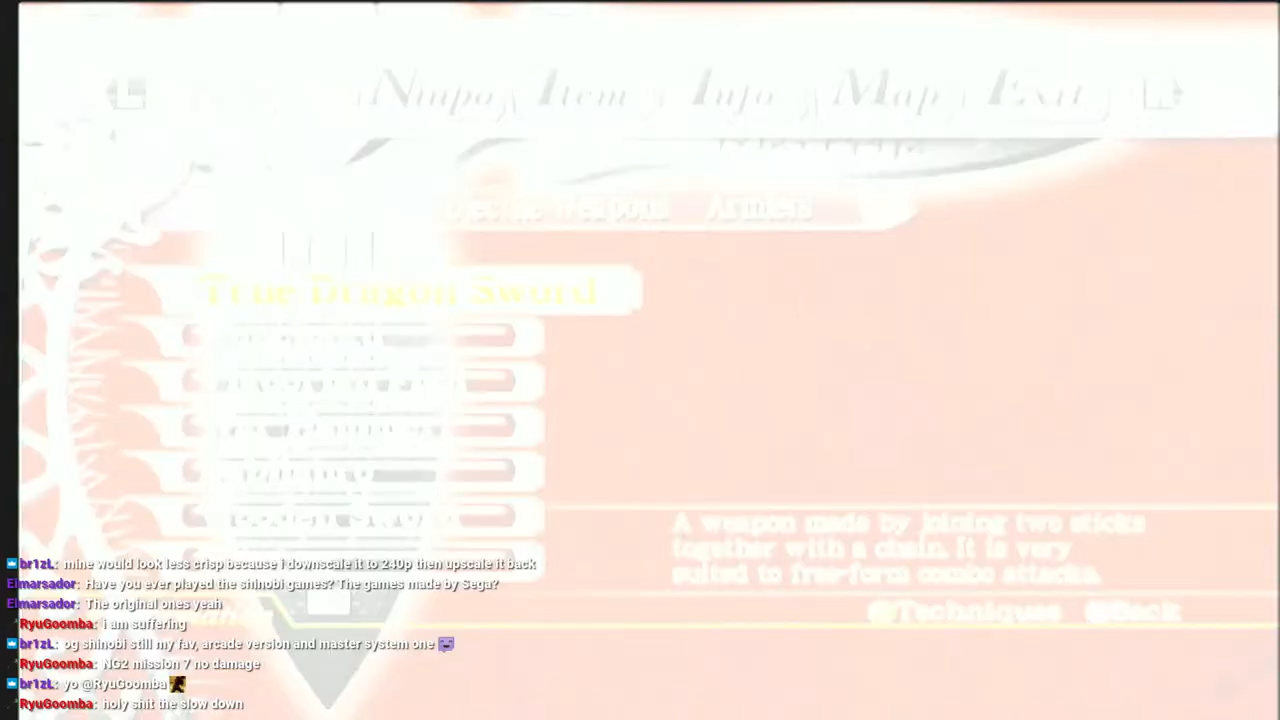 Ninpo Item Info Map Exit
Weapons Armlets
True Dragon Sword
A weapon made by joining two sticks
together with a chain. It is very
suited to free-form combo attacks.
Techniques Back
br1zL: mine would look less crisp because i downscale it to 240p then upscale it back
Elmarsador: Have you ever played the shinobi games? The games made by Sega?
Elmarsador: The original ones yeah
RyuGoomba: i am suffering
br1zL: og shinobi still my fav, arcade version and master system one
RyuGoomba: NG2 mission 7 no damage
br1zL: yo @RyuGoomba
RyuGoomba: holy shit the slow down